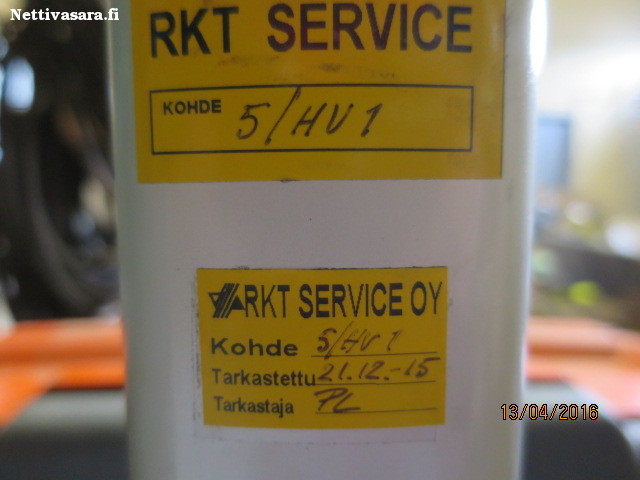 Nettivasara.fi
RKT SERVICE
KOHDE 5/HV1
RKT SERVICE OY
Kohde 5/HV1
Tarkastettu 21.12.-15
Tarkastaja PL
13/04/2016